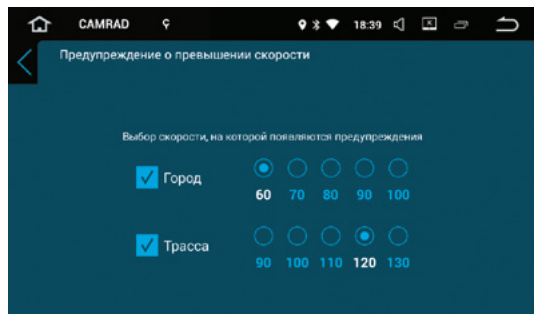 CAMRAD 18:39
Предупреждение о превышении скорости
Выбор скорости, на которой появляются предупреждения
Город
60 70 80 90 100
Трасса
90 100 110 120 130